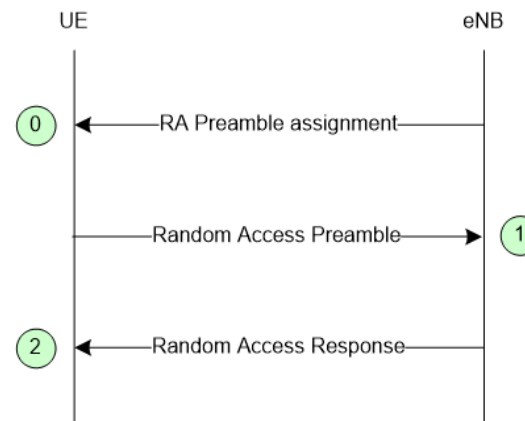 UE eNB
0 RA Preamble assignment
Random Access Preamble 1
2 Random Access Response